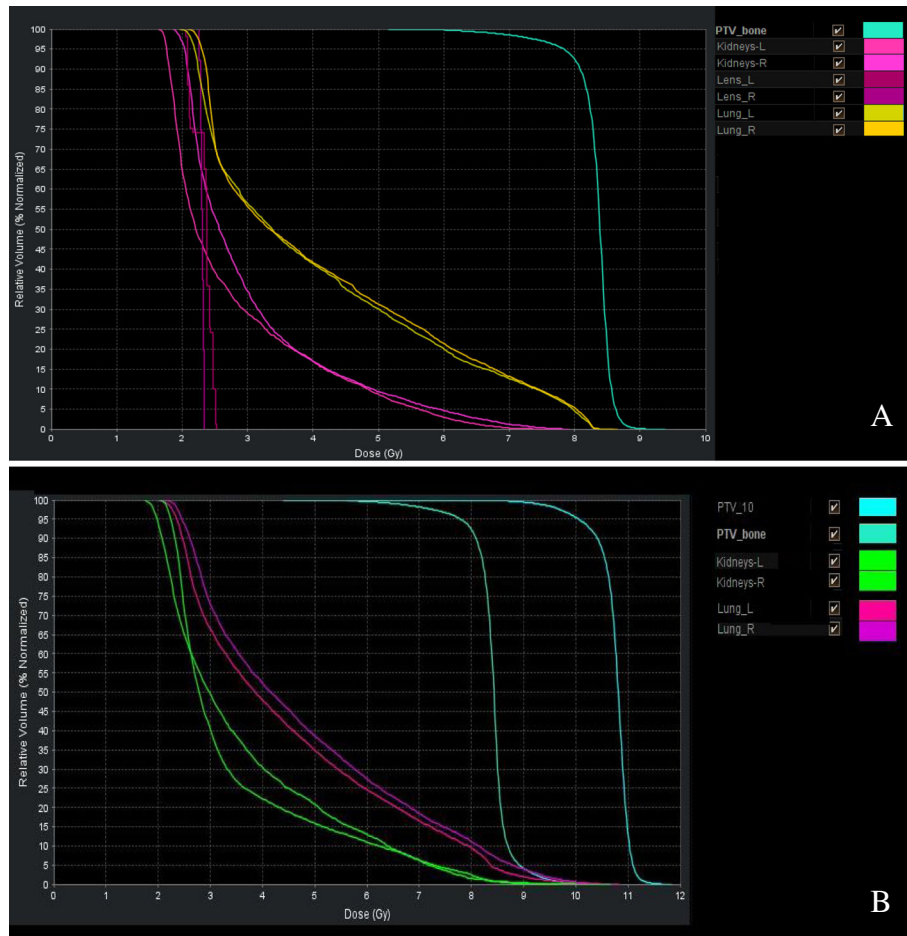 PTV_bone
Kidneys-L
Kidneys-R
Lens_L
Lens_R
Lung_L
Lung_R
Relative Volume (% Normalized)
100
95
90
85
80
75
70
65
60
55
50
45
40
35
30
25
20
15
10
5
0
0 1 2 3 4 5 6 7 8 9 10
Dose (Gy)
A
PTV_10
PTV_bone
Kidneys-L
Kidneys-R
Lung_L
Lung_R
Relative Volume (% Normalized)
100
95
90
85
80
75
70
65
60
55
50
45
40
35
30
25
20
15
10
5
0
0 1 2 3 4 5 6 7 8 9 10 11 12
Dose (Gy)
B